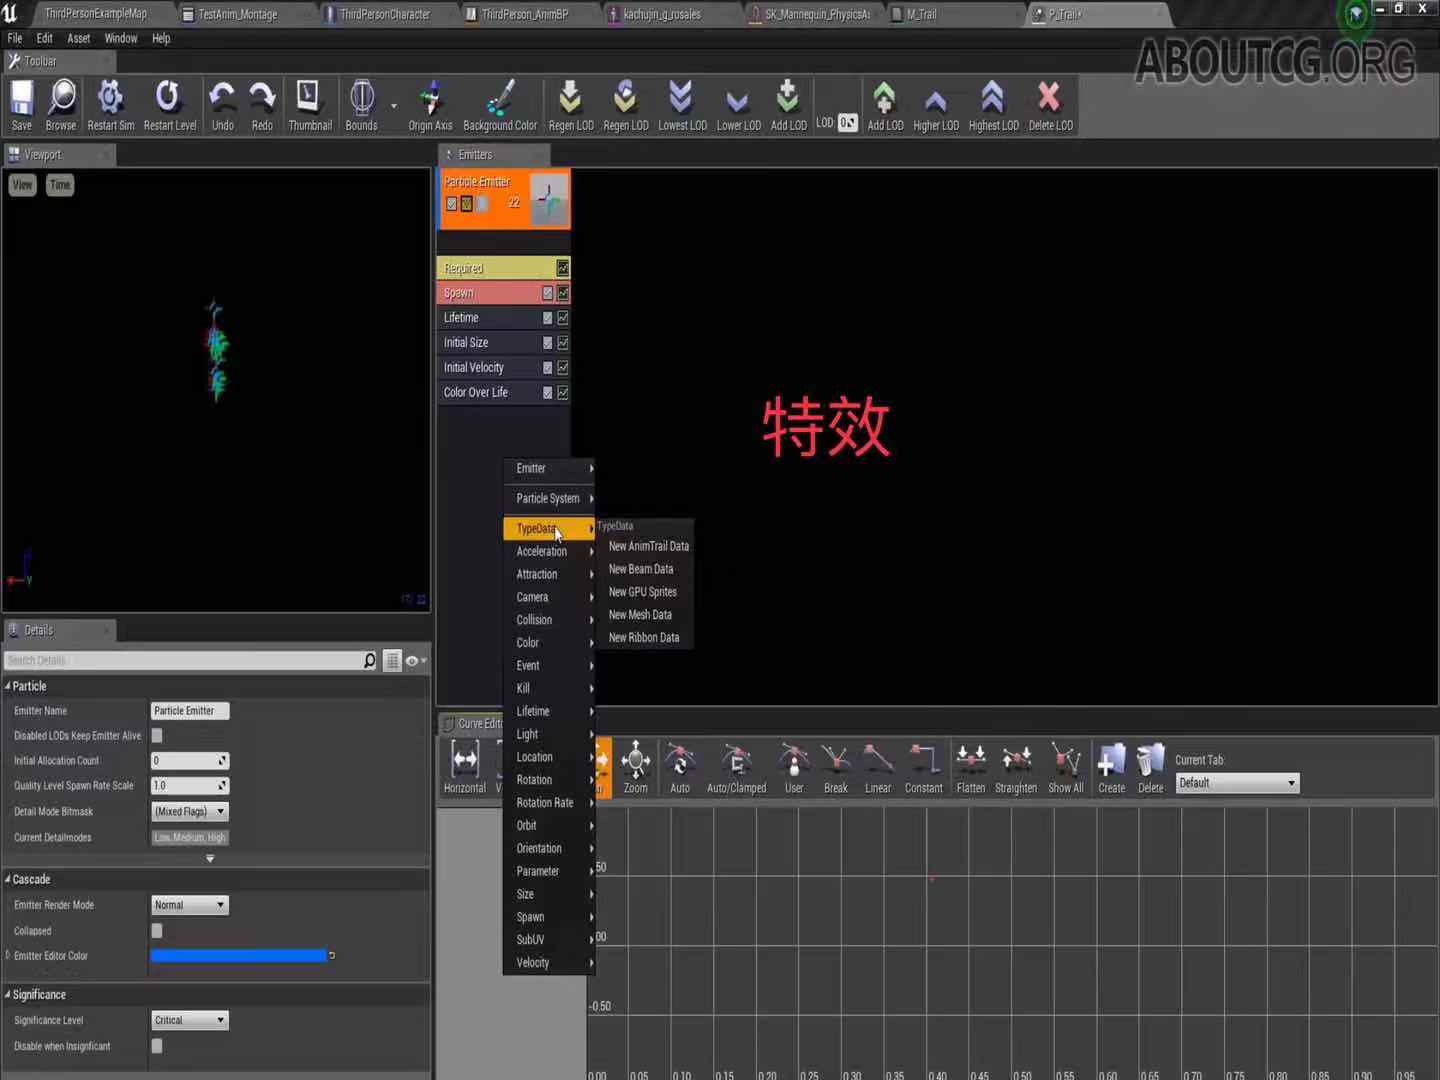 ThirdPersonExampleMap
TestAnim_Montage
ThirdPersonCharacter
ThirdPerson_AnimBP
kachujin_g_rosales
SK_Mannequin_PhysicsAs
M_Trail
P_Trail*
File Edit Asset Window Help
ABOUTCG.ORG
Toolbar
Save
Browse
Restart Sim
Restart Level
Undo
Redo
Thumbnail
Bounds
Origin Axis
Background Color
Regen LOD
Regen LOD
Lowest LOD
Lower LOD
Add LOD
LOD 0
Add LOD
Higher LOD
Highest LOD
Delete LOD
Viewport
View
Time
17/ 22
Emitters
Particle Emitter
22
Required
Spawn
Lifetime
Initial Size
Initial Velocity
Color Over Life
特效
Emitter
Particle System
TypeData
Acceleration
Attraction
Camera
Collision
Color
Event
Kill
Lifetime
Light
Location
Rotation
Rotation Rate
Orbit
Orientation
Parameter
Size
Spawn
SubUV
Velocity
TypeData
New AnimTrail Data
New Beam Data
New GPU Sprites
New Mesh Data
New Ribbon Data
Details
Search Details
Particle
Emitter Name Particle Emitter
Disabled LODs Keep Emitter Alive
Initial Allocation Count 0
Quality Level Spawn Rate Scale 1.0
Detail Mode Bitmask (Mixed Flags)
Current Detailmodes Low, Medium, High
Cascade
Emitter Render Mode Normal
Collapsed
Emitter Editor Color
Significance
Significance Level Critical
Disable when Insignificant
Curve Edito
Horizontal
Zoom
Auto
Auto/Clamped
User
Break
Linear
Constant
Flatten
Straighten
Show All
Create
Delete
Current Tab:
Default
-0.50
0.00 0.05 0.10 0.15 0.20 0.25 0.30 0.35 0.40 0.45 0.50 0.55 0.60 0.65 0.70 0.75 0.80 0.85 0.90 0.95